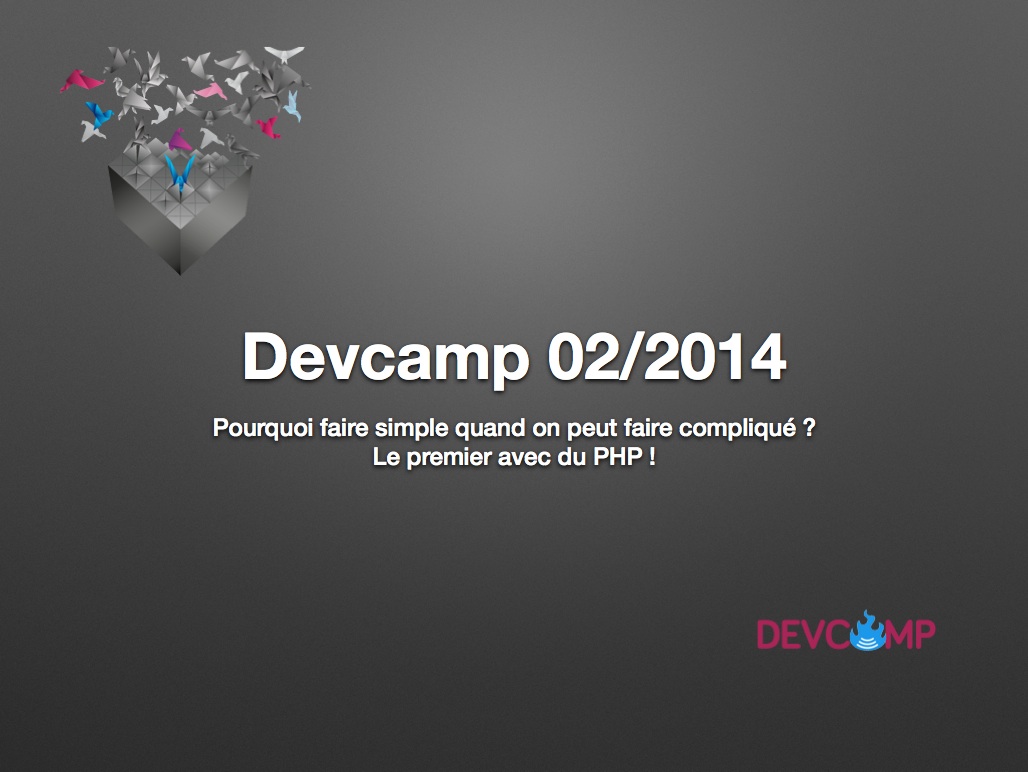 Devcamp 02/2014
Pourquoi faire simple quand on peut faire compliqué ?
Le premier avec du PHP !
DEVCAMP